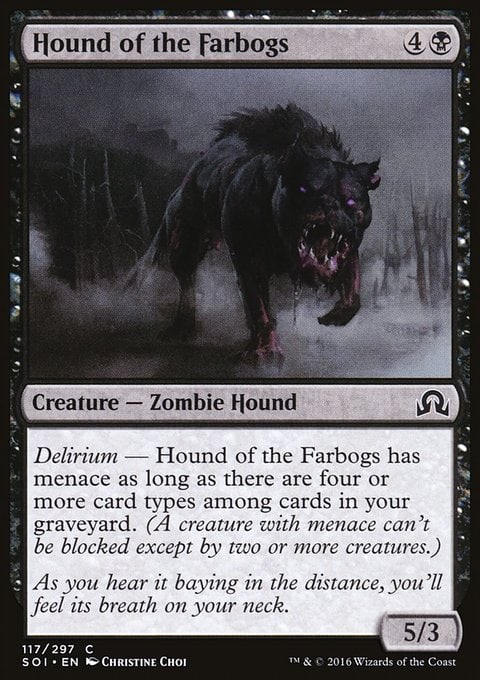 Hound of the Farbogs 4
Creature — Zombie Hound
Delirium — Hound of the Farbogs has
menace as long as there are four or
more card types among cards in your
graveyard. (A creature with menace can't
be blocked except by two or more creatures.)
As you hear it baying in the distance, you'll
feel its breath on your neck.
5/3
117/297 C
SOI • EN Christine Choi
™ & © 2016 Wizards of the Coast